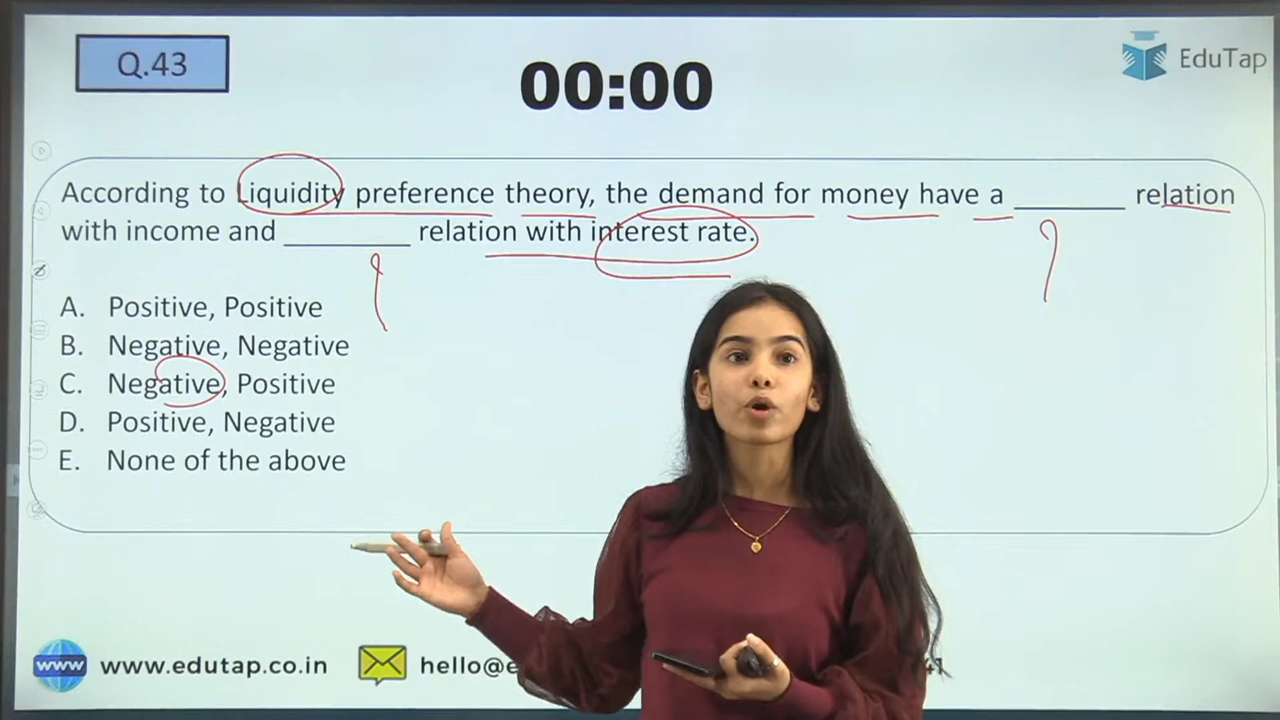 Q.43
00:00
EduTap
According to Liquidity preference theory, the demand for money have a ________ relation
with income and _________ relation with interest rate.
A. Positive, Positive
B. Negative, Negative
C. Negative, Positive
D. Positive, Negative
E. None of the above
www www.edutap.co.in
hello@e